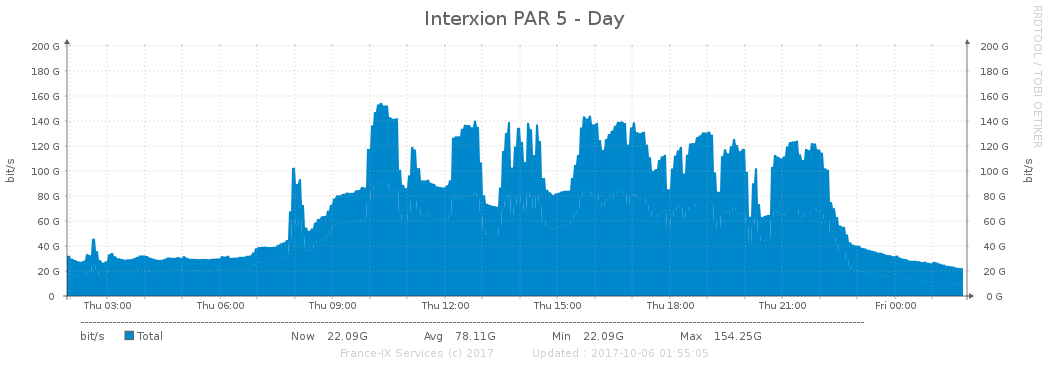 Interxion PAR 5 - Day
RRDTOOL / TOBI OETIKER
bit/s
200 G 200 G
180 G 180 G
160 G 160 G
140 G 140 G
120 G 120 G
100 G 100 G
80 G 80 G
60 G 60 G
40 G 40 G
20 G 20 G
0 0 G
bit/s
Thu 03:00 Thu 06:00 Thu 09:00 Thu 12:00 Thu 15:00 Thu 18:00 Thu 21:00 Fri 00:00
bit/s Total Now 22.09G Avg 78.11G Min 22.09G Max 154.25G
France-IX Services (c) 2017 Updated : 2017-10-06 01:55:05